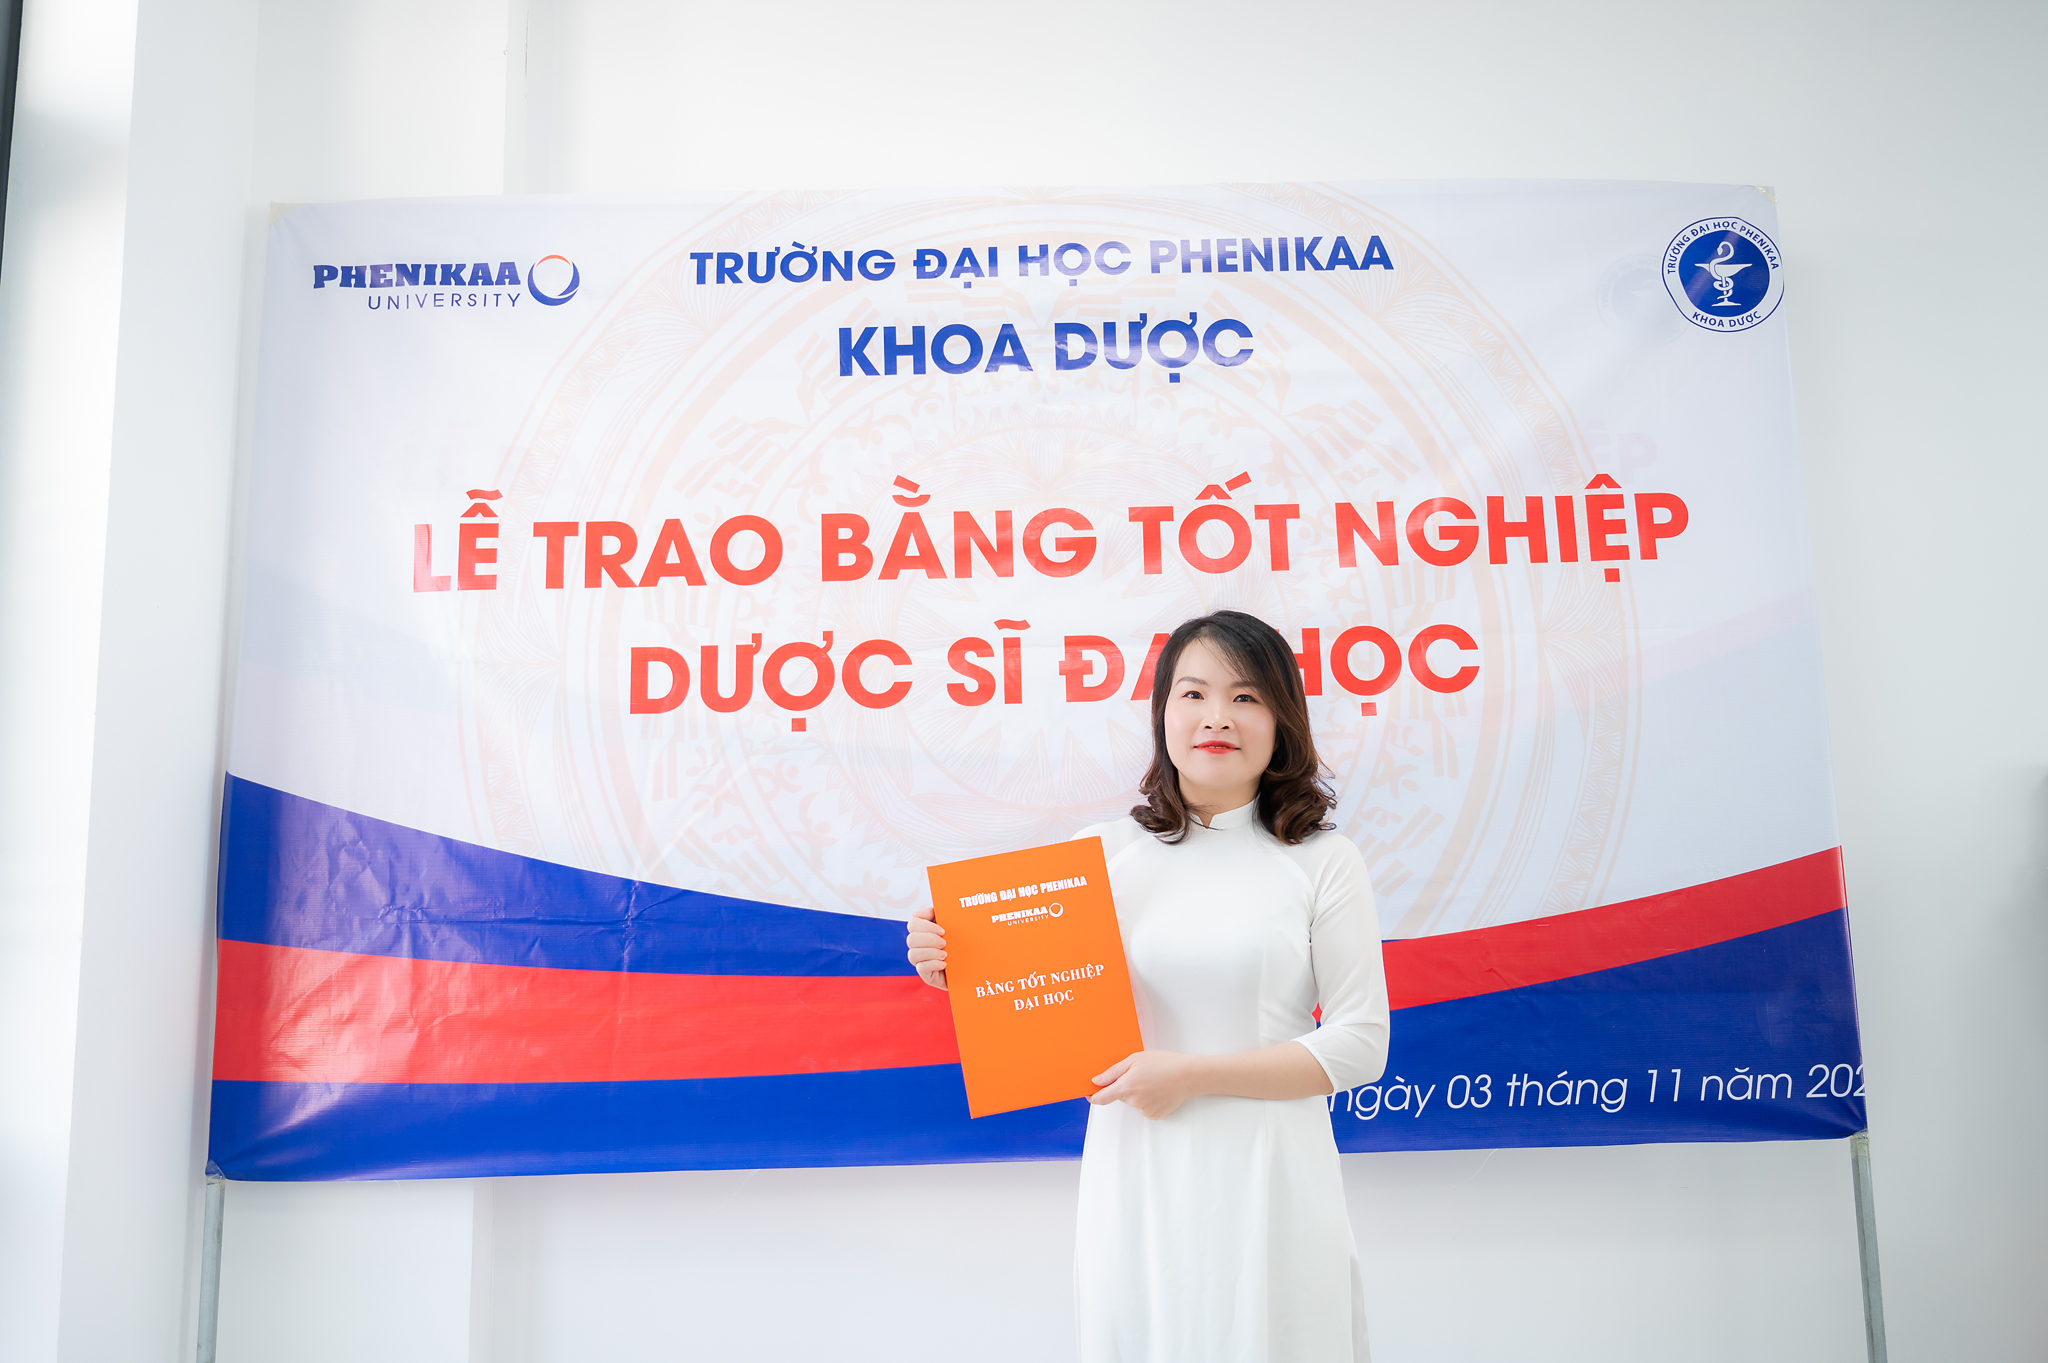 PHENIKAA
UNIVERSITY
TRƯỜNG ĐẠI HỌC PHENIKAA
KHOA DƯỢC
TRƯỜNG ĐẠI HỌC PHENIKAA
KHOA DƯỢC
LỄ TRAO BẰNG TỐT NGHIỆP
DƯỢC SĨ ĐẠ HỌC
TRƯỜNG ĐẠI HỌC PHENIKAA
PHENIKAA
UNIVERSITY
BẰNG TỐT NGHIỆP
ĐẠI HỌC
ngày 03 tháng 11 năm 202